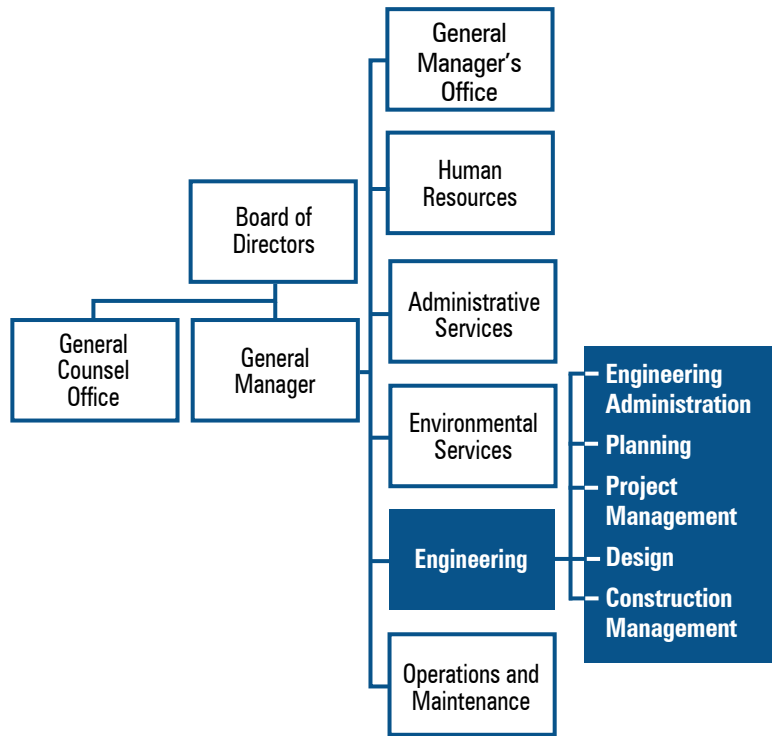 General
Manager's
Office
Human
Resources
Board of
Directors
Administrative
Services
General
Counsel
Office
General
Manager
Environmental
Services
Engineering
Engineering
Administration
Planning
Project
Management
Design
Construction
Management
Operations and
Maintenance